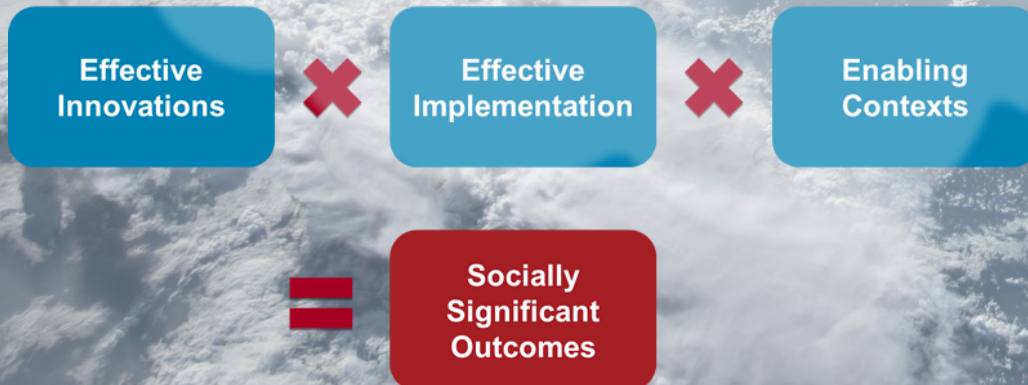 Effective
Innovations
Effective
Implementation
Enabling
Contexts
Socially
Significant
Outcomes